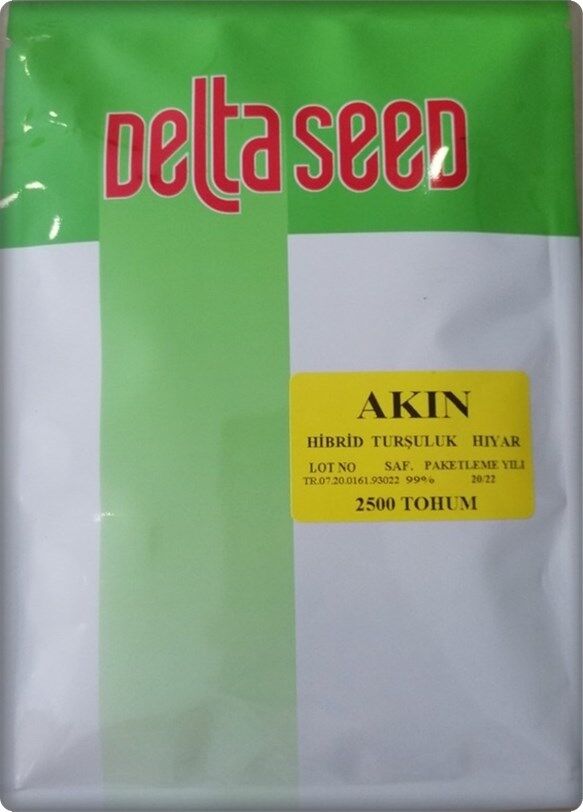 Delta seed
AKIN
HİBRİD TURŞULUK HIYAR
LOT NO SAF. PAKETLEME YILI
TR.07.20.0161.93022 99% 20/22
2500 TOHUM